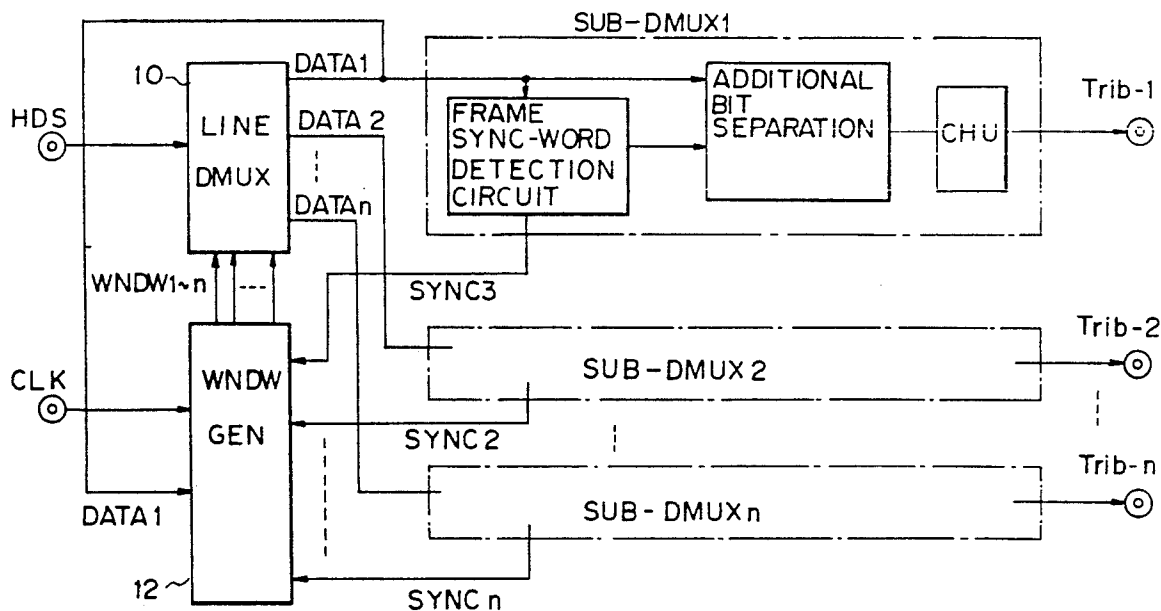 SUB-DMUX1
10
DATA1
HDS
LINE
DMUX
DATA 2
DATAn
FRAME
SYNC-WORD
DETECTION
CIRCUIT
ADDITIONAL
BIT
SEPARATION
CHU
Trib-1
WNDW1~n
SYNC3
CLK
WNDW
GEN
SUB-DMUX 2
Trib-2
SYNC 2
DATA1
SUB-DMUXn
Trib-n
12
SYNC n